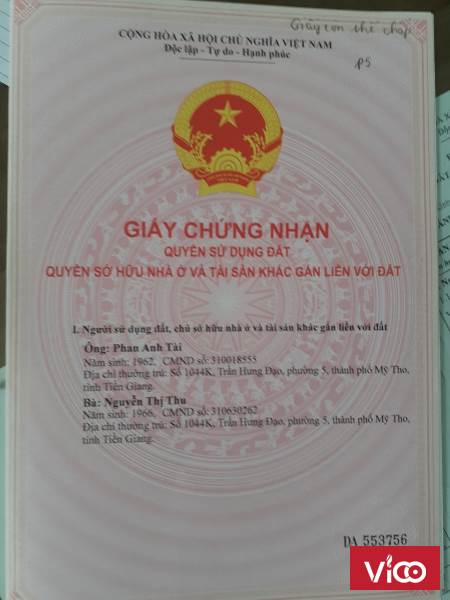 Giấy còn thế chấp
P5
CỘNG HÒA XÃ HỘI CHỦ NGHĨA VIỆT NAM
Độc lập - Tự do - Hạnh phúc
GIẤY CHỨNG NHẬN
QUYỀN SỬ DỤNG ĐẤT
QUYỀN SỞ HỮU NHÀ Ở VÀ TÀI SẢN KHÁC GẮN LIỀN VỚI ĐẤT
I. Người sử dụng đất, chủ sở hữu nhà ở và tài sản khác gắn liền với đất
Ông: Phan Anh Tài
Năm sinh: 1962, CMND số: 310018555
Địa chỉ thường trú: Số 1044K, Trần Hưng Đạo, phường 5, thành phố Mỹ Tho,
tỉnh Tiền Giang.
Bà: Nguyễn Thị Thu
Năm sinh: 1966, CMND số: 310630262
Địa chỉ thường trú: Số 1044K, Trần Hưng Đạo, phường 5, thành phố Mỹ Tho,
tỉnh Tiền Giang.
DA 553756
ViCO